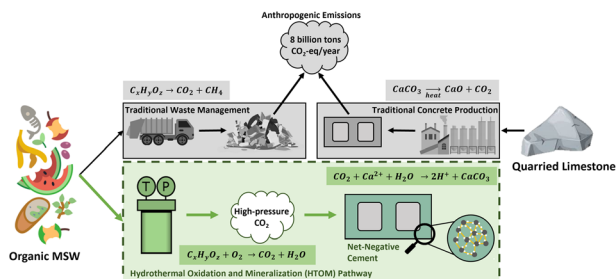 Anthropogenic Emissions
8 billion tons
CO₂-eq/year
CₓHᵧO_z → CO₂ + CH₄
CaCO₃ → CaO + CO₂
heat
Traditional Waste Management
Traditional Concrete Production
Quarried Limestone
CO₂ + Ca²⁺ + H₂O → 2H⁺ + CaCO₃
T P
High-pressure
CO₂
Organic MSW
CₓHᵧO_z + O₂ → CO₂ + H₂O
Net-Negative
Cement
Hydrothermal Oxidation and Mineralization (HTOM) Pathway